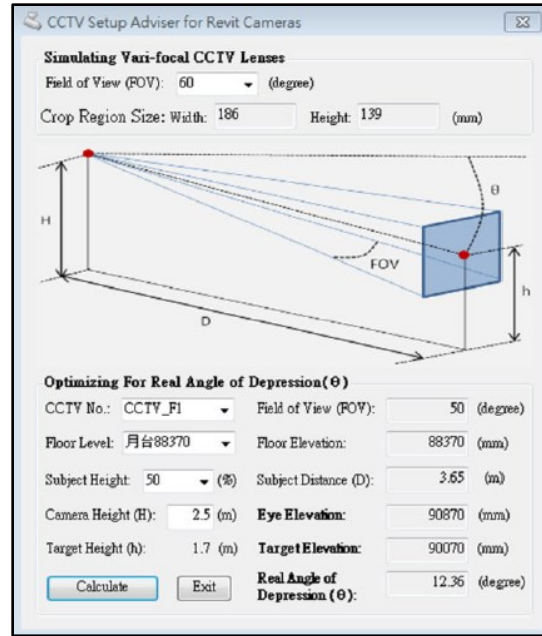 CCTV Setup Adviser for Revit Cameras
Simulating Vari-focal CCTV Lenses
Field of View (FOV): 60 (degree)
Crop Region Size: Width: 186 Height: 139 (mm)
θ
H
FOV
h
D
Optimizing For Real Angle of Depression(θ)
CCTV No.: CCTV_F1 Field of View (FOV): 50 (degree)
Floor Level: 月台88370 Floor Elevation: 88370 (mm)
Subject Height: 50 (%) Subject Distance (D): 3.65 (m)
Camera Height (H): 2.5 (m) Eye Elevation: 90870 (mm)
Target Height (h): 1.7 (m) Target Elevation: 90070 (mm)
Calculate Exit Real Angle of
Depression (θ): 12.36 (degree)